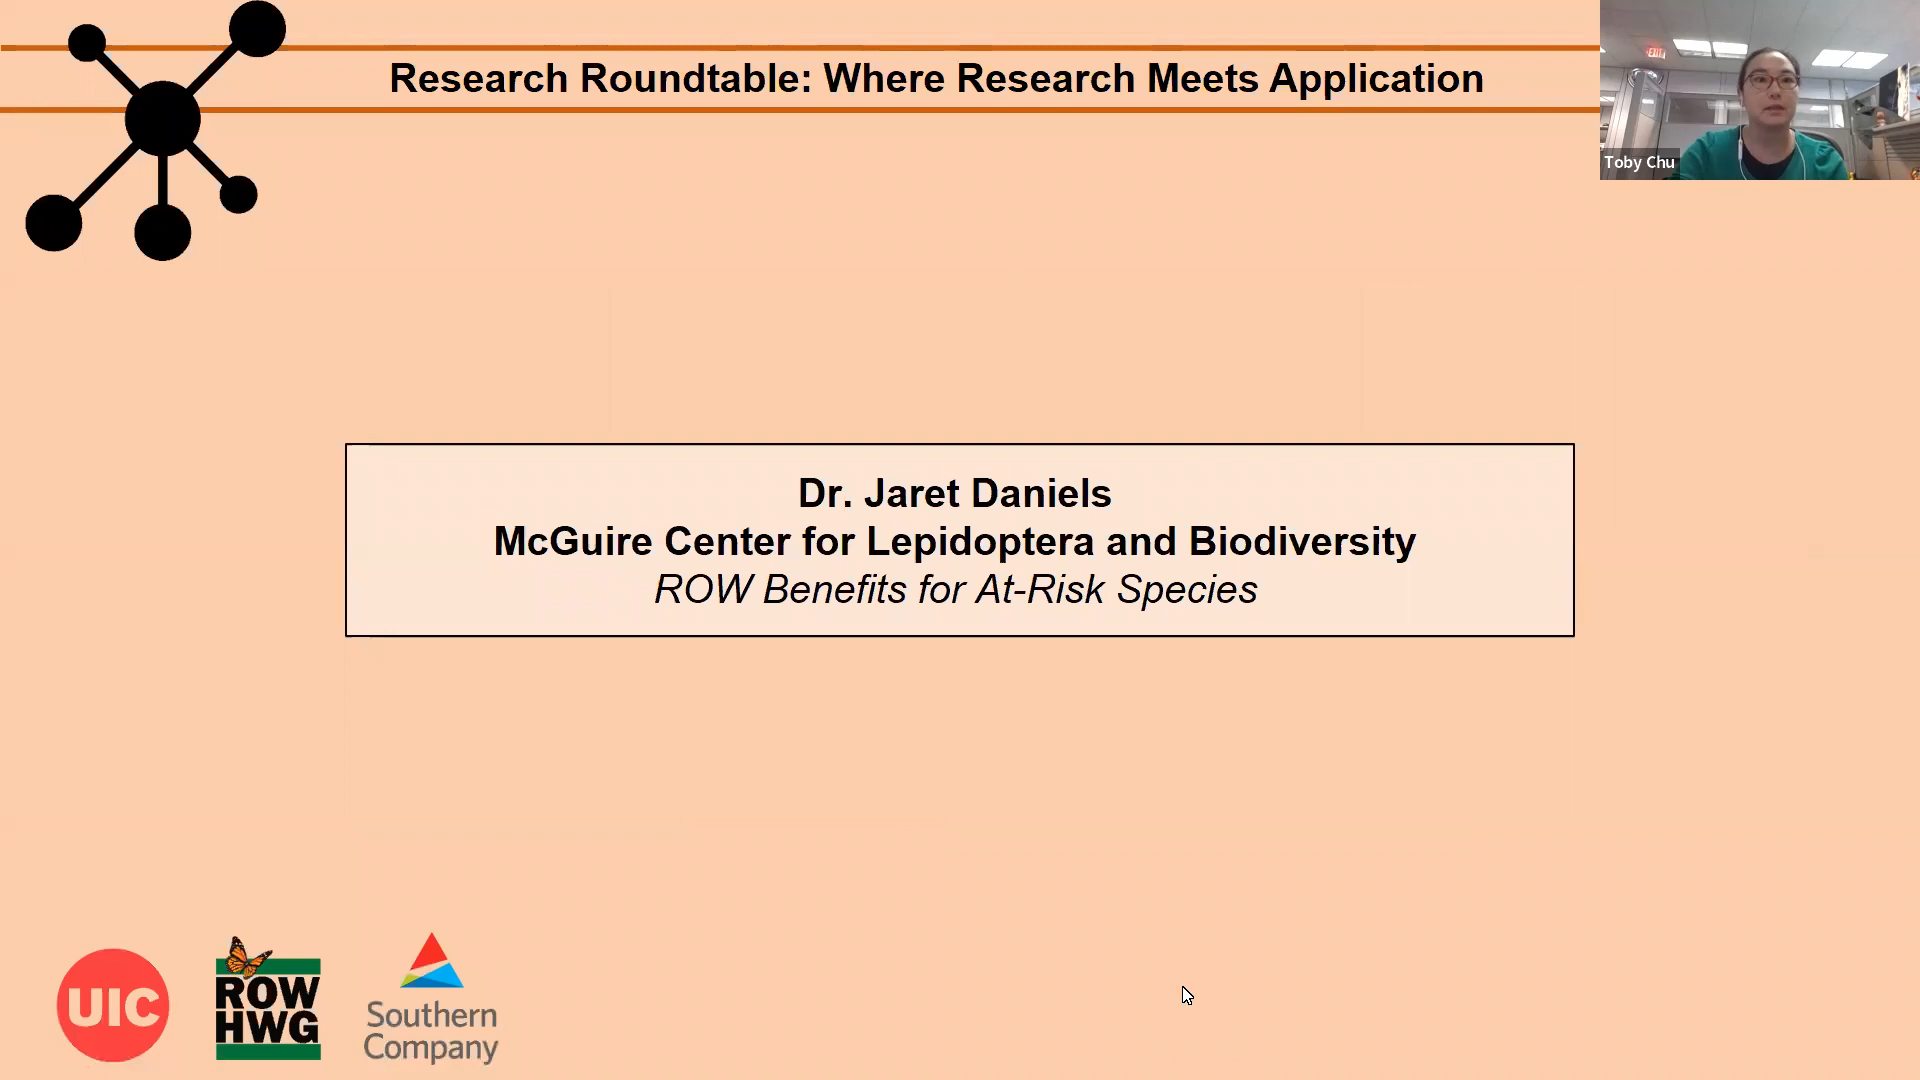 Research Roundtable: Where Research Meets Application
EXIT
Toby Chu
Dr. Jaret Daniels
McGuire Center for Lepidoptera and Biodiversity
ROW Benefits for At-Risk Species
UIC
ROW
HWG
Southern
Company